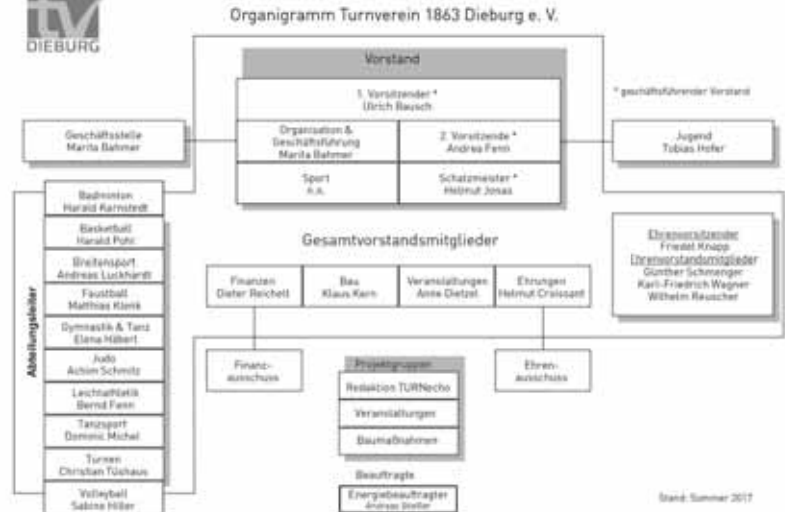 tv
DIEBURG
Organigramm Turnverein 1863 Dieburg e. V.
Vorstand
1. Vorsitzender *
Ulrich Bausch
* geschäftsführender Vorstand
Geschäftsstelle
Marita Bahmer
Organisation &
Geschäftsführung
Marita Bahmer
2. Vorsitzende *
Andrea Fenn
Jugend
Tobias Hofer
Sport
n.n.
Schatzmeister *
Helmut Jonas
Abteilungsleiter
Badminton
Harald Karnstedt
Basketball
Harald Pohl
Breitensport
Andreas Luckhardt
Faustball
Matthias Klonk
Gymnastik & Tanz
Elena Häberl
Judo
Achim Schmitz
Leichtathletik
Bernd Fenn
Tanzsport
Dominic Michel
Turnen
Christian Tüshaus
Volleyball
Sabine Hiller
Gesamtvorstandsmitglieder
Finanzen
Dieter Reichelt
Bau
Klaus Kern
Veranstaltungen
Anne Dietzel
Ehrungen
Helmut Croissant
Ehrenvorsitzender
Friedel Knapp
Ehrenvorstandsmitglieder
Günther Schmenger
Karl-Friedrich Wagner
Wilhelm Reuscher
Finanz-
ausschuss
Ehren-
ausschuss
Projektgruppen
Redaktion TURNecho
Veranstaltungen
Baumaßnahmen
Beauftragte
Energiebeauftragter
Andreas
Stand: Sommer 2017